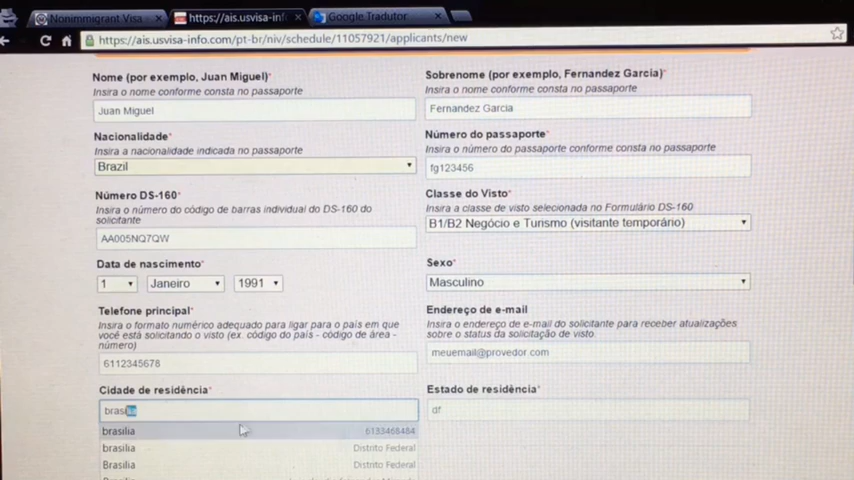 Nonimmigrant Visa
https://ais.usvisa-info.
Google Tradutor
https://ais.usvisa-info.com/pt-br/niv/schedule/11057921/applicants/new
Nome (por exemplo, Juan Miguel)*
Sobrenome (por exemplo, Fernandez Garcia)*
Insira o nome conforme consta no passaporte
Insira o nome conforme consta no passaporte
Juan Miguel
Fernandez Garcia
Nacionalidade*
Número do passaporte*
Insira a nacionalidade indicada no passaporte
Insira o número do passaporte conforme consta no passaporte
Brazil
fg123456
Número DS-160*
Classe do Visto*
Insira o número do código de barras individual do DS-160 do
solicitante
Insira a classe de visto selecionada no Formulário DS-160
B1/B2 Negócio e Turismo (visitante temporário)
AA005NQ7QW
Data de nascimento*
Sexo*
1 Janeiro 1991
Masculino
Telefone principal*
Endereço de e-mail
Insira o formato numérico adequado para ligar para o país em que
você está solicitando o visto (ex. código do país - código de área -
número)
Insira o endereço de e-mail do solicitante para receber atualizações
sobre o status da solicitação de visto
6112345678
meuemail@provedor.com
Cidade de residência*
Estado de residência*
brasilia
df
brasilia 6133468484
brasilia Distrito Federal
Brasilia Distrito Federal